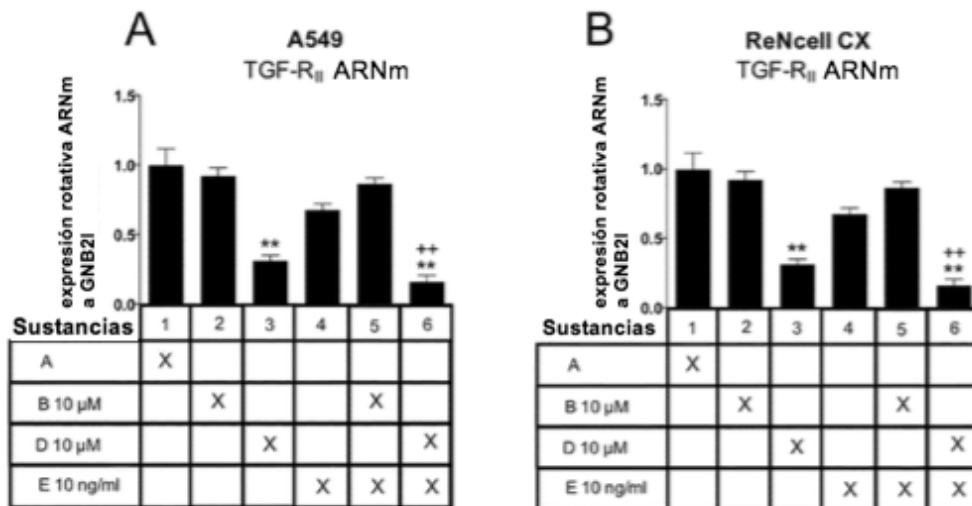 A
A549
TGF-R_II ARNm
expresión rotativa ARNm
a GNB2I
1.5
1.0
0.5
0.0
**
++
**
Sustancias 1 2 3 4 5 6
A X
B 10 µM X X
D 10 µM X X
E 10 ng/ml X X X
B
ReNcell CX
TGF-R_II ARNm
expresión rotativa ARNm
a GNB2I
1.5
1.0
0.5
0.0
**
++
**
Sustancias 1 2 3 4 5 6
A X
B 10 µM X X
D 10 µM X X
E 10 ng/ml X X X